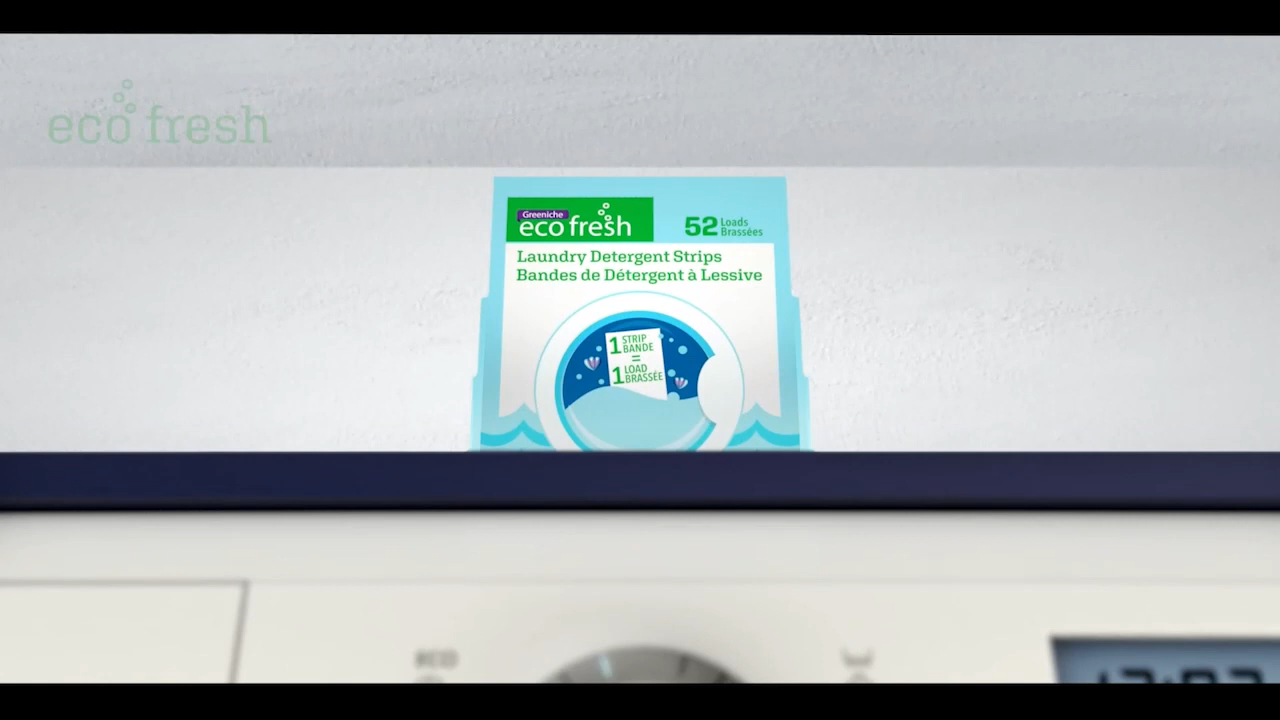 eco fresh
Greeniche
eco fresh
52 Loads
Brassées
Laundry Detergent Strips
Bandes de Détergent à Lessive
1 STRIP
BANDE
=
1 LOAD
BRASSÉE
ECO